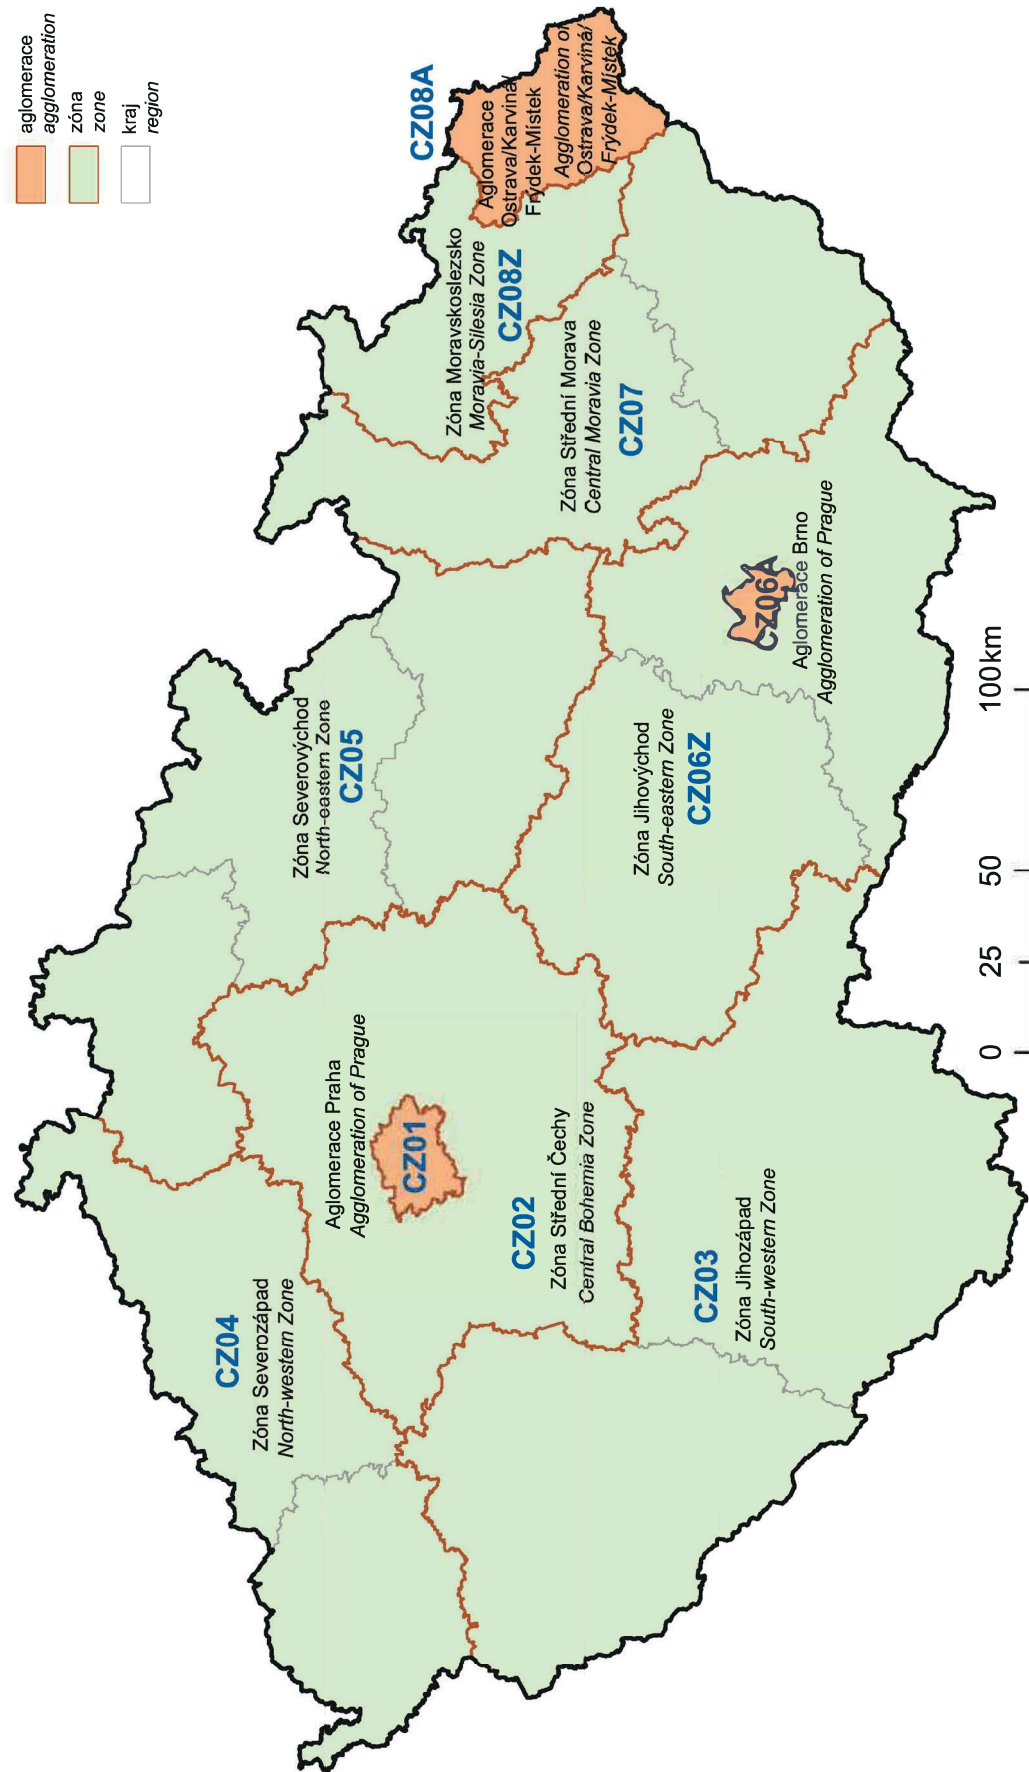 aglomerace
agglomeration
zóna
zone
kraj
region
CZ04
Zóna Severozápad
North-western Zone
Aglomerace Praha
Agglomeration of Prague
CZ01
CZ02
Zóna Střední Čechy
Central Bohemia Zone
CZ03
Zóna Jihozápad
South-western Zone
Zóna Severovýchod
North-eastern Zone
CZ05
Zóna Jihovýchod
South-eastern Zone
CZ06Z
CZ06A
Aglomerace Brno
Agglomeration of Prague
Zóna Střední Morava
Central Moravia Zone
CZ07
Zóna Moravskoslezsko
Moravia-Silesia Zone
CZ08Z
CZ08A
Aglomerace
Ostrava/Karviná/
Frýdek-Místek
Agglomeration of
Ostrava/Karviná/
Frýdek-Místek
0 25 50 100 km